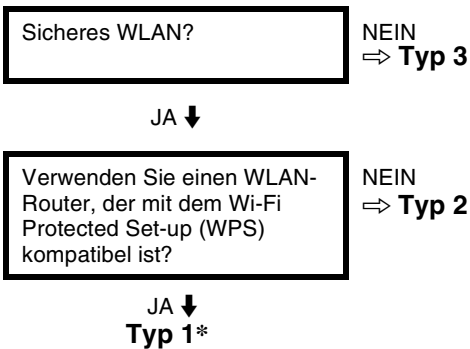 Sicheres WLAN?
NEIN
⇨ Typ 3
JA ⬇
Verwenden Sie einen WLAN-
Router, der mit dem Wi-Fi
Protected Set-up (WPS)
kompatibel ist?
NEIN
⇨ Typ 2
JA ⬇
Typ 1*